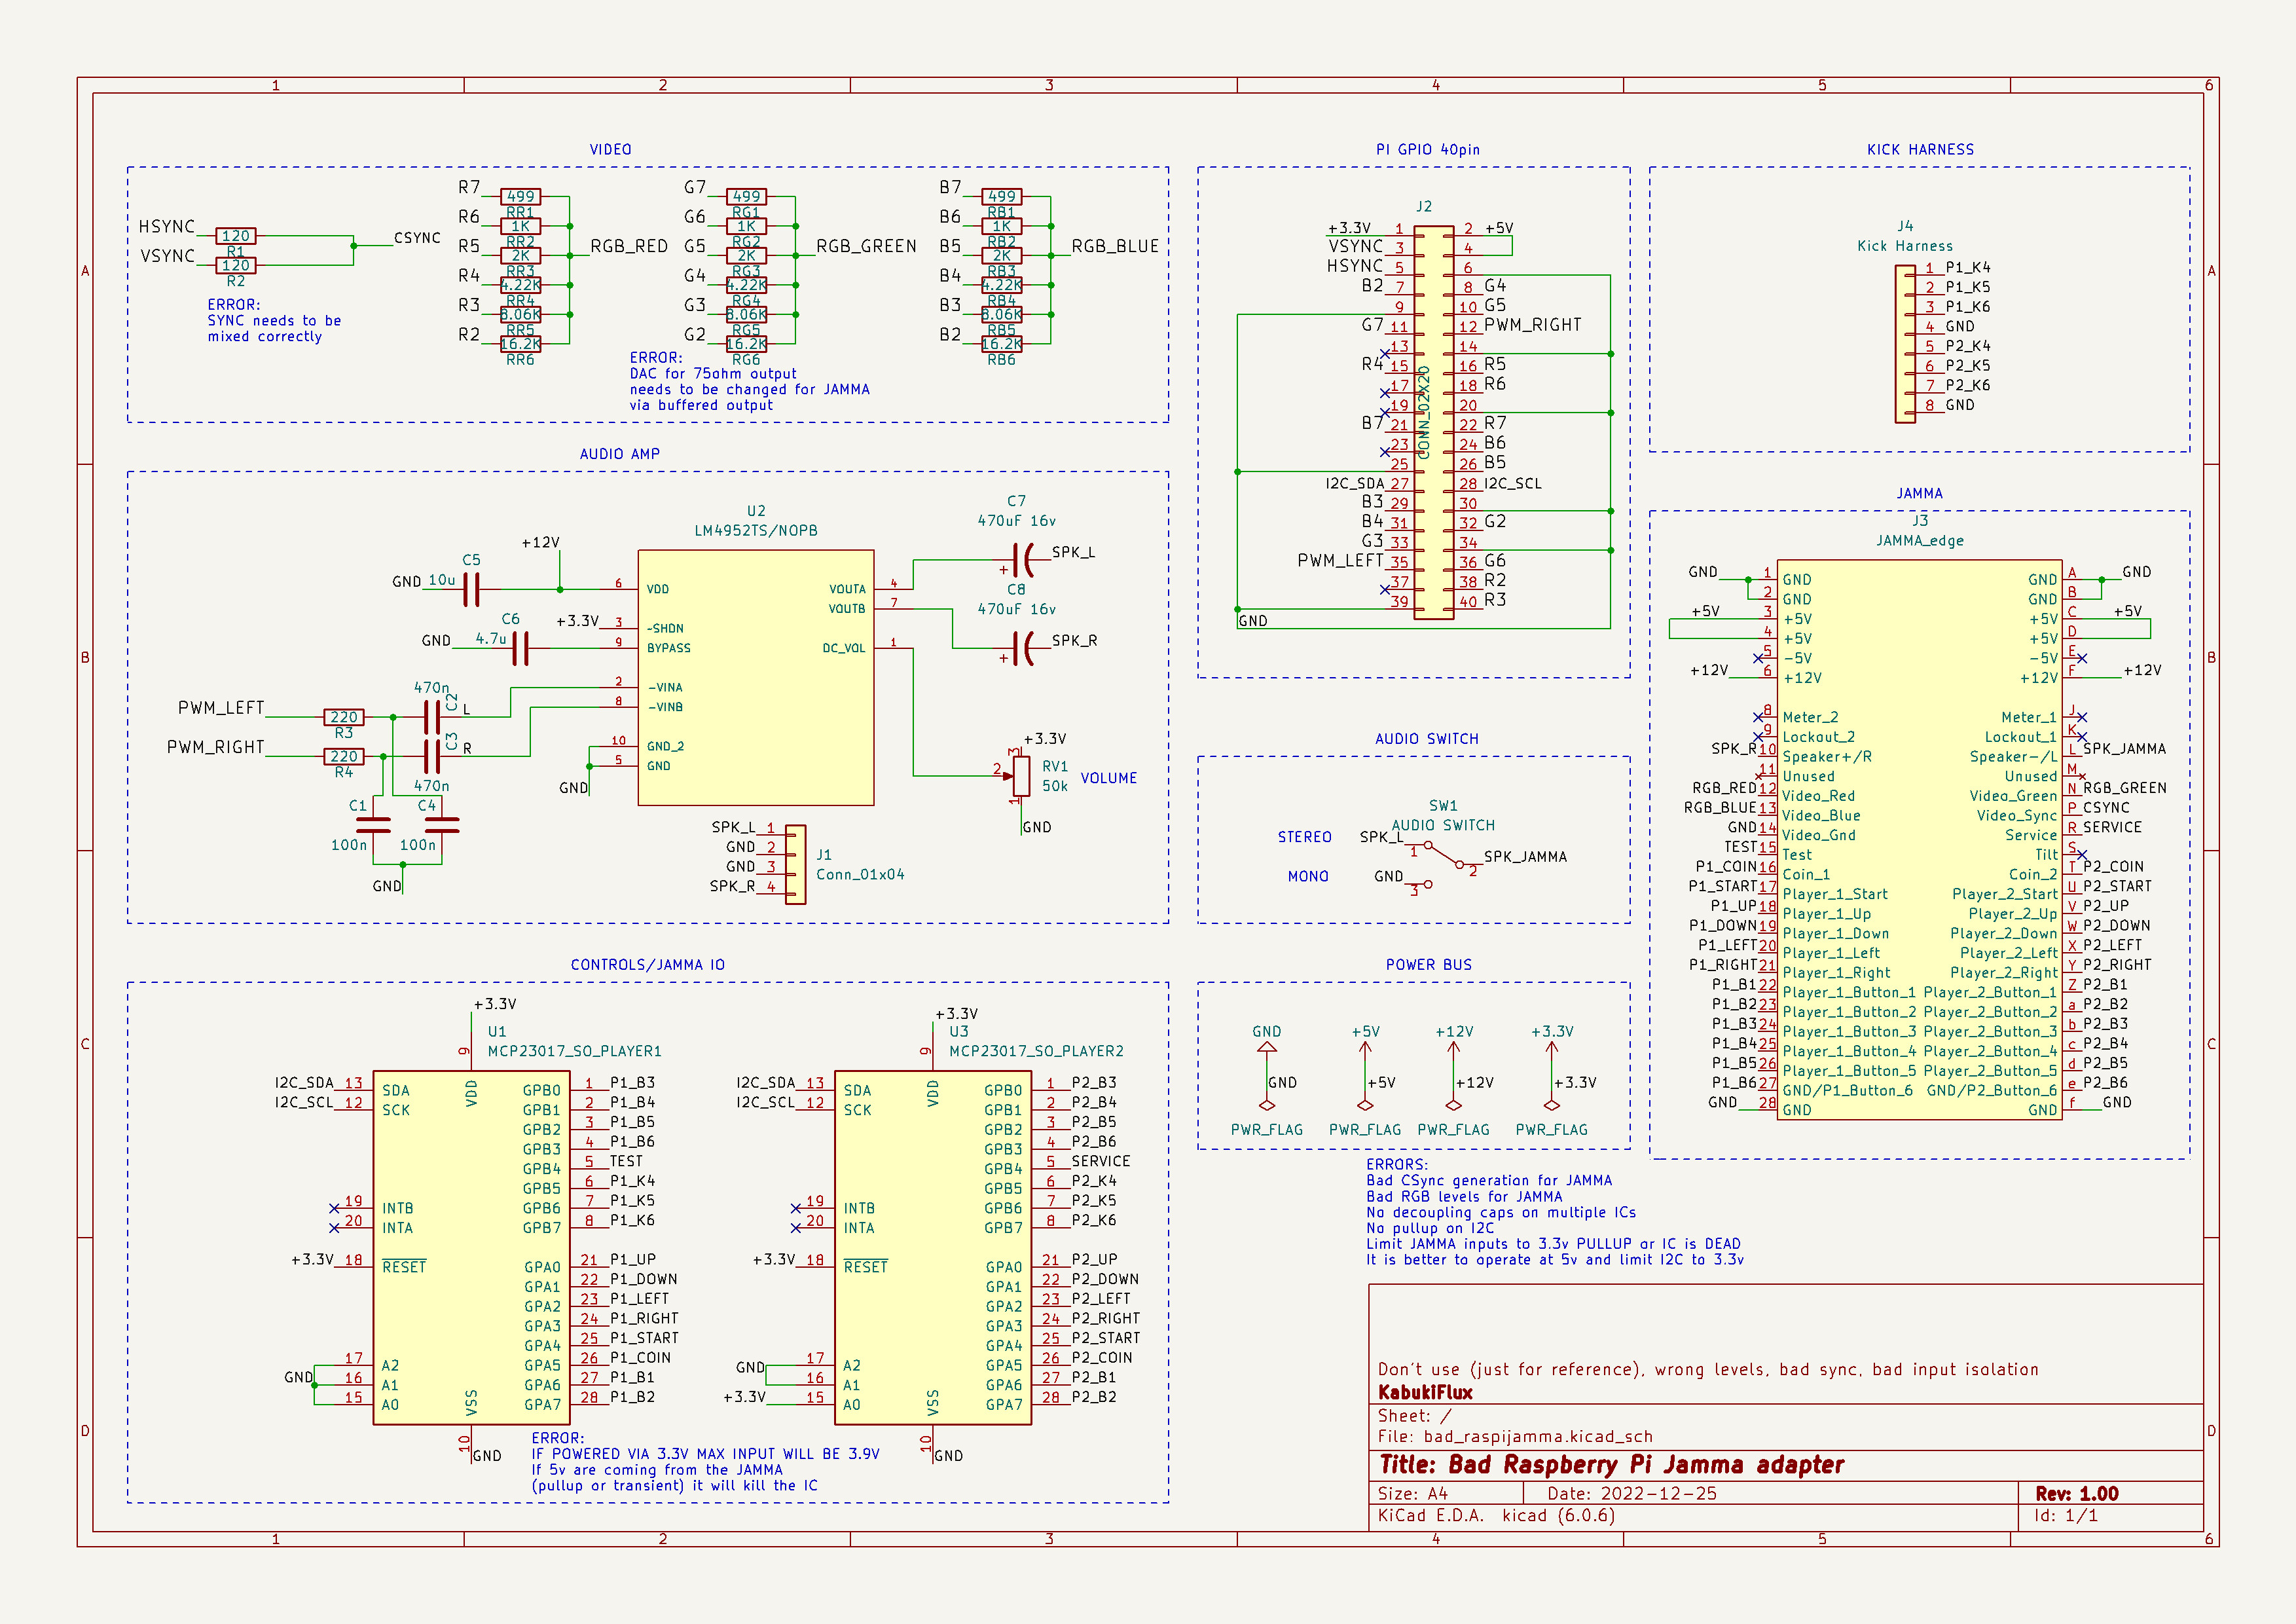 1 2 3 4 5 6
A
B
C
D
VIDEO
HSYNC
120
R1
VSYNC
120
R2
CSYNC
ERROR:
SYNC needs to be
mixed correctly
R7
499
RR1
R6
1K
RR2
R5
2K
RR3
R4
4.22K
RR4
R3
8.06K
RR5
R2
16.2K
RR6
RGB_RED
G7
499
RG1
G6
1K
RG2
G5
2K
RG3
G4
4.22K
RG4
G3
8.06K
RG5
G2
16.2K
RG6
RGB_GREEN
B7
499
RB1
B6
1K
RB2
B5
2K
RB3
B4
4.22K
RB4
B3
8.06K
RB5
B2
16.2K
RB6
RGB_BLUE
ERROR:
DAC for 75ohm output
needs to be changed for JAMMA
via buffered output
AUDIO AMP
U2
LM4952TS/NOPB
+12V
C5
GND 10u
C6
GND 4.7u
+3.3V
6 VDD
3 ~SHDN
9 BYPASS
2 -VINA
8 -VINB
10 GND_2
5 GND
GND
VOUTA 4
VOUTB 7
DC_VOL 1
C7
470uF 16v
+
SPK_L
C8
470uF 16v
+
SPK_R
PWM_LEFT
220
R3
470n
C2
L
PWM_RIGHT
220
R4
C3
470n
R
C1
100n
C4
100n
GND
+3.3V
3
2
1
RV1
50k
VOLUME
GND
SPK_L 1
GND 2
GND 3
SPK_R 4
J1
Conn_01x04
CONTROLS/JAMMA IO
+3.3V
9
U1
MCP23017_SO_PLAYER1
VDD
I2C_SDA 13 SDA
I2C_SCL 12 SCK
19 INTB
20 INTA
+3.3V 18 RESET
17 A2
GND 16 A1
15 A0
VSS
10
GND
GPB0 1 P1_B3
GPB1 2 P1_B4
GPB2 3 P1_B5
GPB3 4 P1_B6
GPB4 5 TEST
GPB5 6 P1_K4
GPB6 7 P1_K5
GPB7 8 P1_K6
GPA0 21 P1_UP
GPA1 22 P1_DOWN
GPA2 23 P1_LEFT
GPA3 24 P1_RIGHT
GPA4 25 P1_START
GPA5 26 P1_COIN
GPA6 27 P1_B1
GPA7 28 P1_B2
+3.3V
9
U3
MCP23017_SO_PLAYER2
VDD
I2C_SDA 13 SDA
I2C_SCL 12 SCK
19 INTB
20 INTA
+3.3V 18 RESET
GND 17 A2
16 A1
+3.3V 15 A0
VSS
10
GND
GPB0 1 P2_B3
GPB1 2 P2_B4
GPB2 3 P2_B5
GPB3 4 P2_B6
GPB4 5 SERVICE
GPB5 6 P2_K4
GPB6 7 P2_K5
GPB7 8 P2_K6
GPA0 21 P2_UP
GPA1 22 P2_DOWN
GPA2 23 P2_LEFT
GPA3 24 P2_RIGHT
GPA4 25 P2_START
GPA5 26 P2_COIN
GPA6 27 P2_B1
GPA7 28 P2_B2
ERROR:
IF POWERED VIA 3.3V MAX INPUT WILL BE 3.9V
If 5v are coming from the JAMMA
(pullup or transient) it will kill the IC
PI GPIO 40pin
J2
CONN_02X20
+3.3V 1 2 +5V
VSYNC 3 4
HSYNC 5 6
B2 7 8 G4
9 10 G5
G7 11 12 PWM_RIGHT
13 14
R4 15 16 R5
17 18 R6
19 20
B7 21 22 R7
23 24 B6
25 26 B5
I2C_SDA 27 28 I2C_SCL
B3 29 30
B4 31 32 G2
G3 33 34
PWM_LEFT 35 36 G6
37 38 R2
39 40 R3
GND
AUDIO SWITCH
SW1
AUDIO SWITCH
STEREO SPK_L 1
SPK_JAMMA
2
MONO GND 3
POWER BUS
GND +5V +12V +3.3V
GND +5V +12V +3.3V
PWR_FLAG PWR_FLAG PWR_FLAG PWR_FLAG
KICK HARNESS
J4
Kick Harness
1 P1_K4
2 P1_K5
3 P1_K6
4 GND
5 P2_K4
6 P2_K5
7 P2_K6
8 GND
JAMMA
J3
JAMMA_edge
GND 1 GND GND A GND
2 GND GND B
+5V 3 +5V +5V C +5V
4 +5V +5V D
5 -5V -5V E
+12V 6 +12V +12V F +12V
8 Meter_2 Meter_1 J
9 Lockout_2 Lockout_1 K
SPK_R 10 Speaker+/R Speaker-/L L SPK_JAMMA
11 Unused Unused M
RGB_RED 12 Video_Red Video_Green N RGB_GREEN
RGB_BLUE 13 Video_Blue Video_Sync P CSYNC
GND 14 Video_Gnd Service R SERVICE
TEST 15 Test Tilt S
P1_COIN 16 Coin_1 Coin_2 T P2_COIN
P1_START 17 Player_1_Start Player_2_Start U P2_START
P1_UP 18 Player_1_Up Player_2_Up V P2_UP
P1_DOWN 19 Player_1_Down Player_2_Down W P2_DOWN
P1_LEFT 20 Player_1_Left Player_2_Left X P2_LEFT
P1_RIGHT 21 Player_1_Right Player_2_Right Y P2_RIGHT
P1_B1 22 Player_1_Button_1 Player_2_Button_1 Z P2_B1
P1_B2 23 Player_1_Button_2 Player_2_Button_2 a P2_B2
P1_B3 24 Player_1_Button_3 Player_2_Button_3 b P2_B3
P1_B4 25 Player_1_Button_4 Player_2_Button_4 c P2_B4
P1_B5 26 Player_1_Button_5 Player_2_Button_5 d P2_B5
P1_B6 27 GND/P1_Button_6 GND/P2_Button_6 e P2_B6
GND 28 GND GND f GND
ERRORS:
Bad CSync generation for JAMMA
Bad RGB levels for JAMMA
No decoupling caps on multiple ICs
No pullup on I2C
Limit JAMMA inputs to 3.3v PULLUP or IC is DEAD
It is better to operate at 5v and limit I2C to 3.3v
Don't use (just for reference), wrong levels, bad sync, bad input isolation
KabukiFlux
Sheet: /
File: bad_raspijamma.kicad_sch
Title: Bad Raspberry Pi Jamma adapter
Size: A4 Date: 2022-12-25 Rev: 1.00
KiCad E.D.A. kicad (6.0.6) Id: 1/1
A
B
C
D
1 2 3 4 5 6